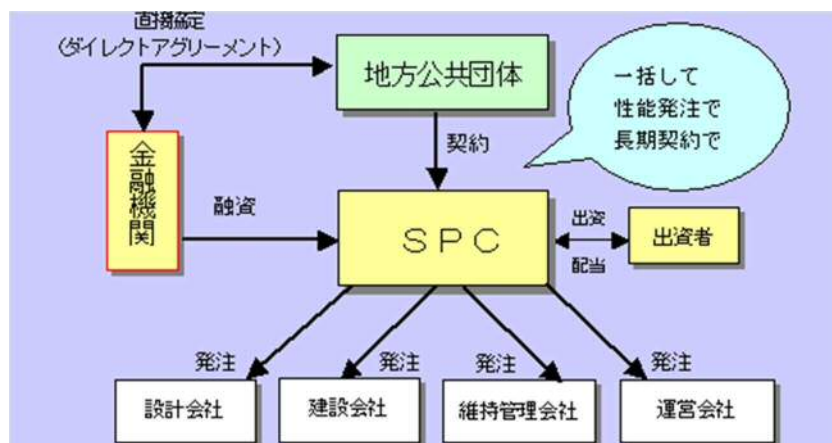 直接協定
(ダイレクトアグリーメント)
地方公共団体
一括して
性能発注で
長期契約で
契約
金融機関
融資
SPC
出資
配当
出資者
発注
発注
発注
発注
設計会社
建設会社
維持管理会社
運営会社